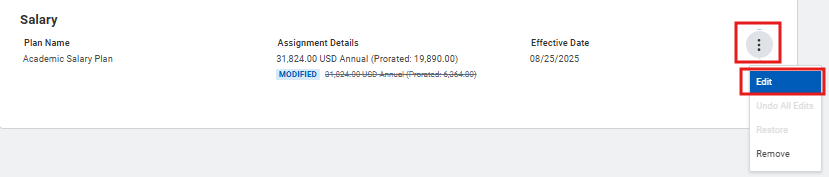 Salary
Plan Name Assignment Details Effective Date
Academic Salary Plan 31,824.00 USD Annual (Prorated: 19,890.00) 08/25/2025
MODIFIED 31,824.00 USD Annual (Prorated: 6,364.80)
Edit
Undo All Edits
Restore
Remove